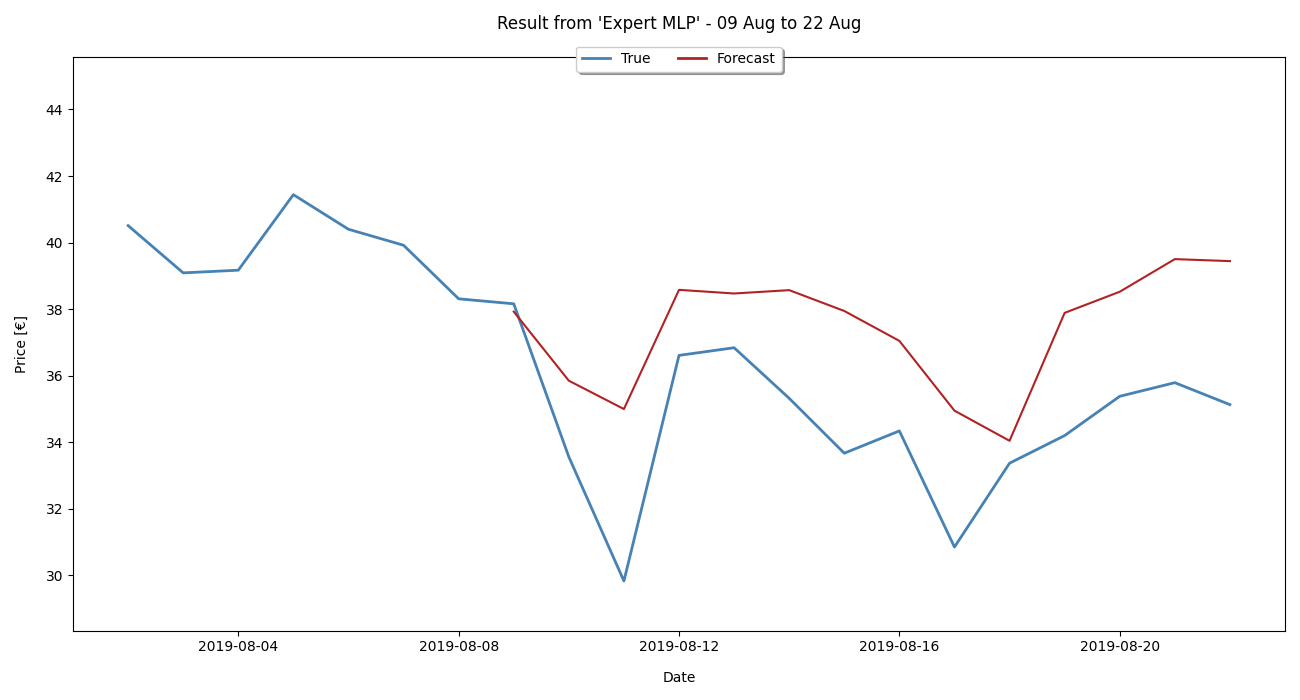 Result from 'Expert MLP' - 09 Aug to 22 Aug
True Forecast
44
42
40
38
36
34
32
30
Price [€]
2019-08-04 2019-08-08 2019-08-12 2019-08-16 2019-08-20
Date